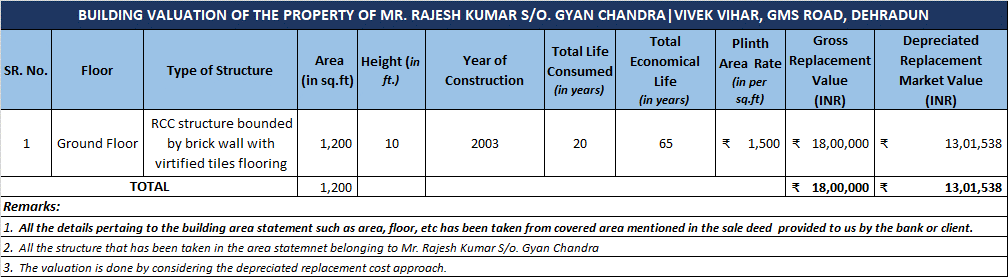 BUILDING VALUATION OF THE PROPERTY OF MR. RAJESH KUMAR S/O. GYAN CHANDRA|VIVEK VIHAR, GMS ROAD, DEHRADUN
SR. No.
Floor
Type of Structure
Area
(in sq.ft)
Height (in
ft.)
Year of
Construction
Total Life
Consumed
(in years)
Total
Economical
Life
(in years)
Plinth
Area Rate
(in per
sq.ft)
Gross
Replacement
Value
(INR)
Depreciated
Replacement
Market Value
(INR)
1
Ground Floor
RCC structure bounded
by brick wall with
virtified tiles flooring
1,200
10
2003
20
65
₹ 1,500
₹ 18,00,000
₹ 13,01,538
TOTAL
1,200
₹ 18,00,000
₹ 13,01,538
Remarks:
1. All the details pertaing to the building area statement such as area, floor, etc has been taken from covered area mentioned in the sale deed provided to us by the bank or client.
2. All the structure that has been taken in the area statemnet belonging to Mr. Rajesh Kumar S/o. Gyan Chandra
3. The valuation is done by considering the depreciated replacement cost approach.